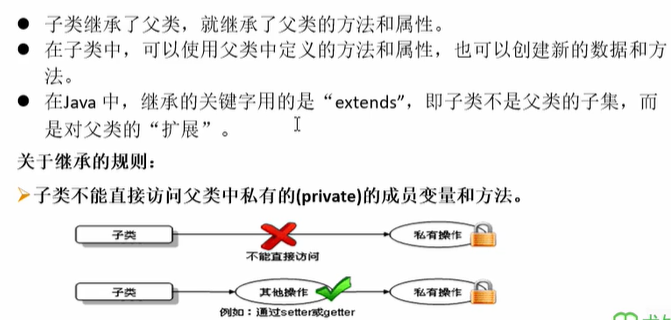 ● 子类继承了父类，就继承了父类的方法和属性。
● 在子类中，可以使用父类中定义的方法和属性，也可以创建新的数据和方
法。
● 在Java 中，继承的关键字用的是“extends”，即子类不是父类的子集，而
是对父类的“扩展”。
关于继承的规则：
➢子类不能直接访问父类中私有的(private)的成员变量和方法。
子类 私有操作
不能直接访问
子类 其他操作 私有操作
例如：通过setter或getter